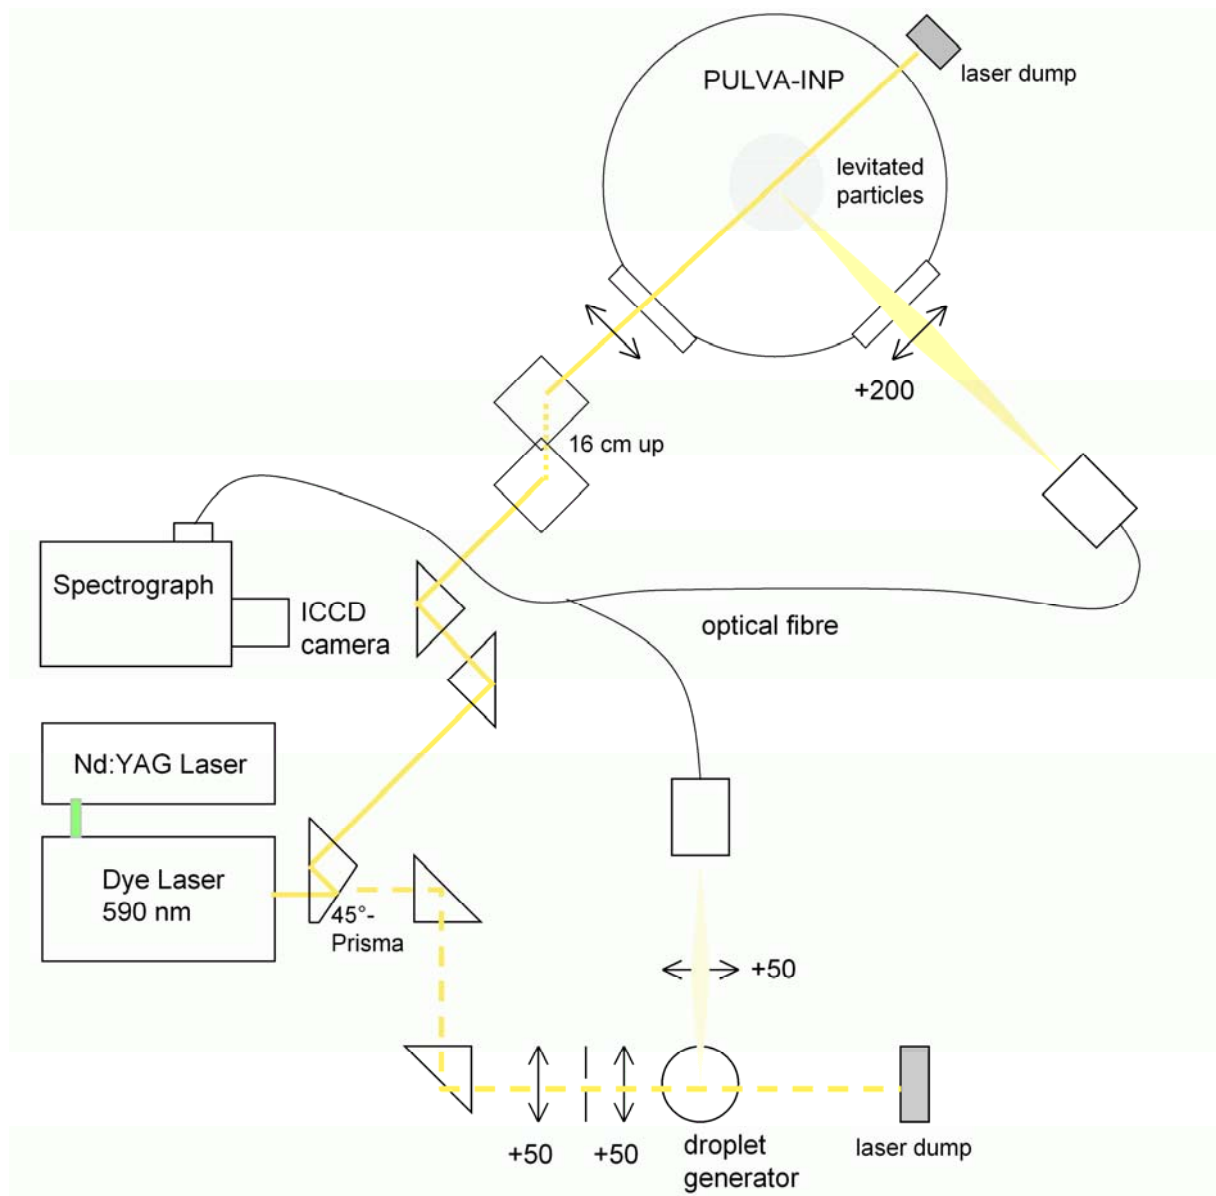 PULVA-INP
laser dump
levitated
particles
+200
16 cm up
Spectrograph
ICCD
camera
optical fibre
Nd:YAG Laser
Dye Laser
590 nm
45°-
Prisma
+50
+50
+50
droplet
generator
laser dump